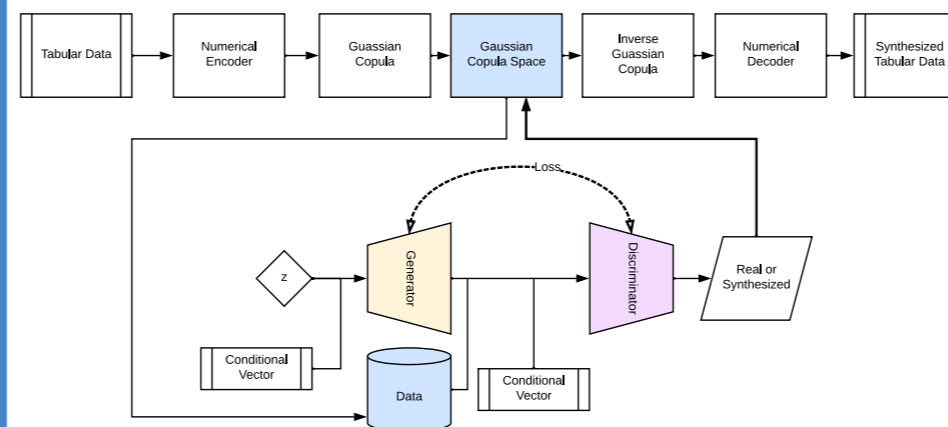 Tabular Data
Numerical
Encoder
Guassian
Copula
Gaussian
Copula Space
Inverse
Guassian
Copula
Numerical
Decoder
Synthesized
Tabular Data
Loss
z
Generator
Discriminator
Real or
Synthesized
Conditional
Vector
Data
Conditional
Vector